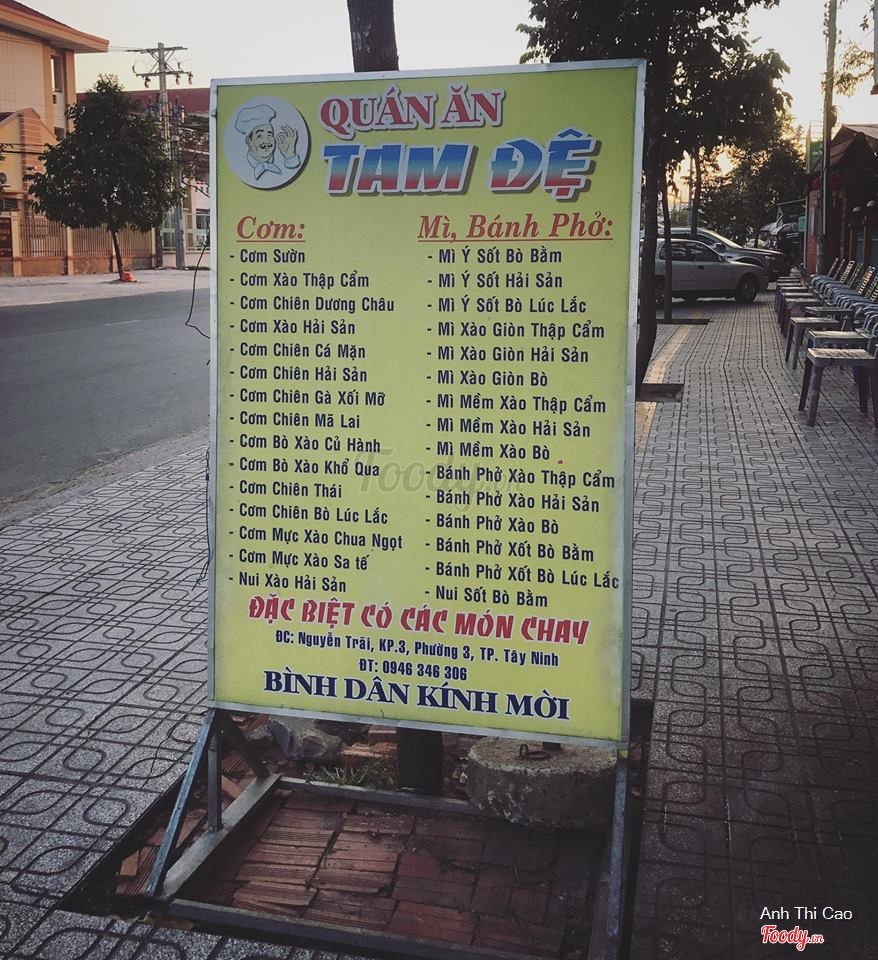 QUÁN ĂN
TAM ĐỆ
Cơm:
- Cơm Sườn
- Cơm Xào Thập Cẩm
- Cơm Chiên Dương Châu
- Cơm Xào Hải Sản
- Cơm Chiên Cá Mặn
- Cơm Chiên Hải Sản
- Cơm Chiên Gà Xối Mỡ
- Cơm Chiên Mã Lai
- Cơm Bò Xào Củ Hành
- Cơm Bò Xào Khổ Qua
- Cơm Chiên Thái
- Cơm Chiên Bò Lúc Lắc
- Cơm Mực Xào Chua Ngọt
- Cơm Mực Xào Sa tế
- Nui Xào Hải Sản
Mì, Bánh Phở:
- Mì Ý Sốt Bò Bằm
- Mì Ý Sốt Hải Sản
- Mì Ý Sốt Bò Lúc Lắc
- Mì Xào Giòn Thập Cẩm
- Mì Xào Giòn Hải Sản
- Mì Xào Giòn Bò
- Mì Mềm Xào Thập Cẩm
- Mì Mềm Xào Hải Sản
- Mì Mềm Xào Bò
- Bánh Phở Xào Thập Cẩm
- Bánh Phở Xào Hải Sản
- Bánh Phở Xào Bò
- Bánh Phở Xốt Bò Bằm
- Bánh Phở Xốt Bò Lúc Lắc
- Nui Sốt Bò Bằm
ĐẶC BIỆT CÓ CÁC MÓN CHAY
ĐC: Nguyễn Trãi, KP.3, Phường 3, TP. Tây Ninh
ĐT: 0946 346 306
BÌNH DÂN KÍNH MỜI
Foody.vn
Anh Thi Cao
Foody.vn